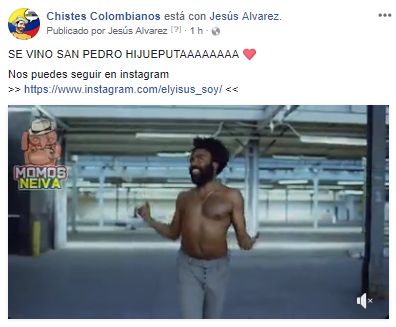 Chistes Colombianos está con Jesús Alvarez.
Publicado por Jesús Alvarez [?] · 1 h ·
SE VINO SAN PEDRO HIJUEPUTAAAAAAAA ❤
Nos puedes seguir en instagram
>> https://www.instagram.com/elyisus_soy/ <<
MOMOS
NEIVA